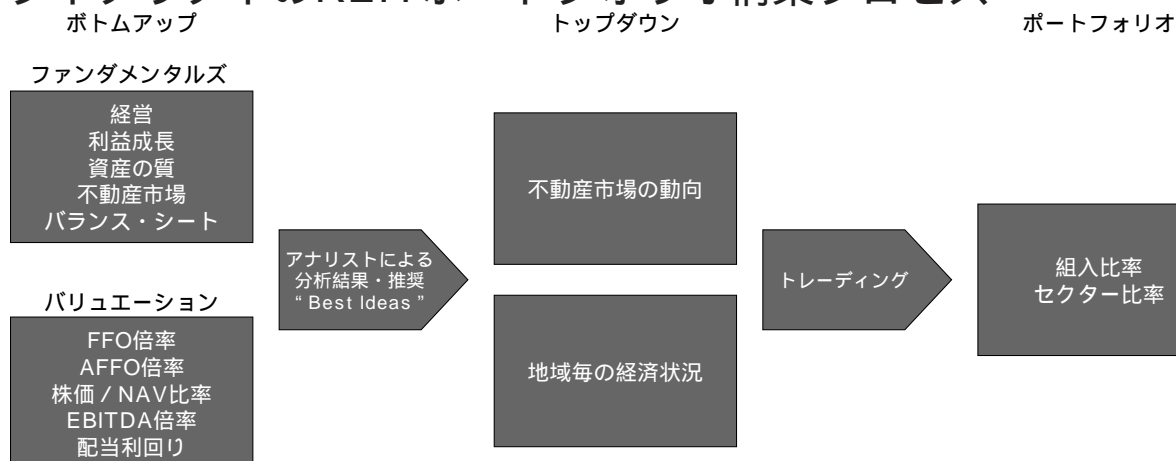 ボトムアップ
トップダウン
ポートフォリオ
ファンダメンタルズ
経営
利益成長
資産の質
不動産市場
バランス・シート
バリュエーション
FFO倍率
AFFO倍率
株価／NAV比率
EBITDA倍率
配当利回り
アナリストによる
分析結果・推奨
“Best Ideas”
不動産市場の動向
地域毎の経済状況
トレーディング
組入比率
セクター比率